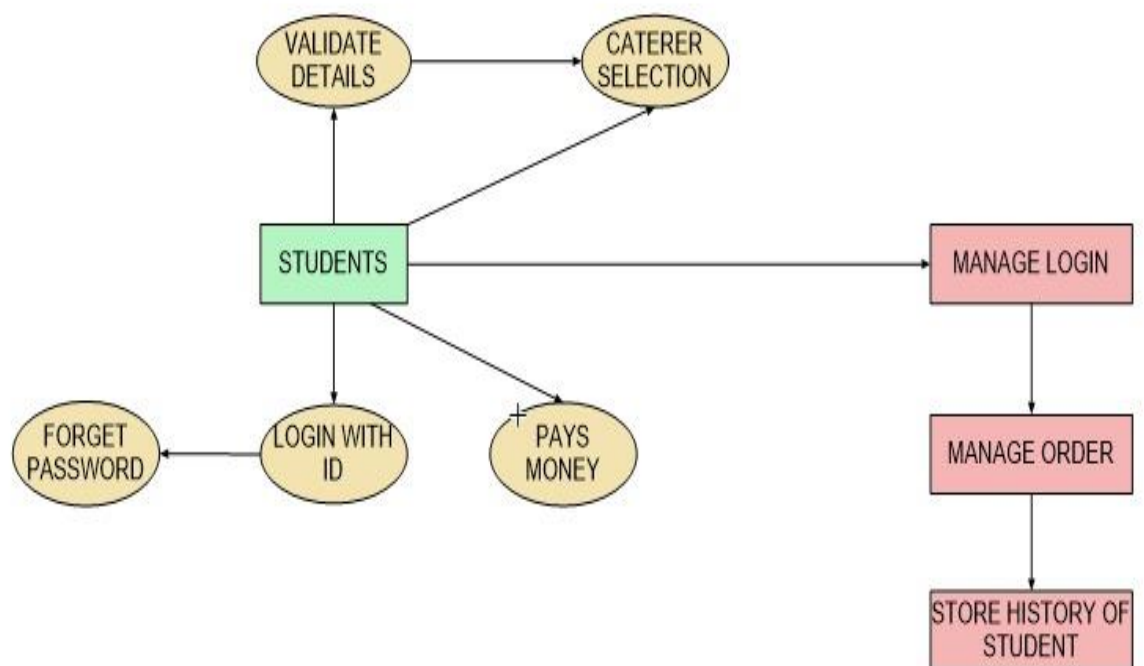 VALIDATE
DETAILS
CATERER
SELECTION
STUDENTS
MANAGE LOGIN
FORGET
PASSWORD
LOGIN WITH
ID
PAYS
MONEY
MANAGE ORDER
STORE HISTORY OF
STUDENT